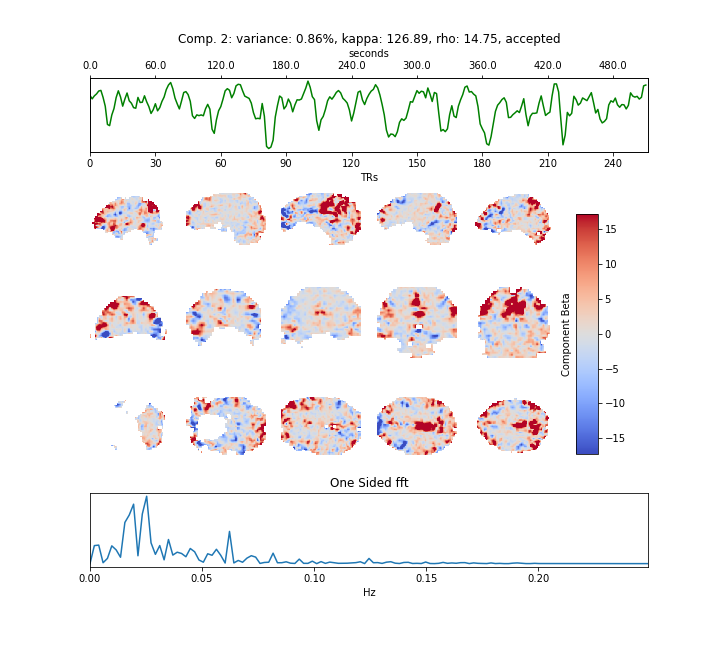 Comp. 2: variance: 0.86%, kappa: 126.89, rho: 14.75, accepted
seconds
0.0 60.0 120.0 180.0 240.0 300.0 360.0 420.0 480.0
0 30 60 90 120 150 180 210 240
TRs
15
10
5
0
−5
−10
−15
Component Beta
One Sided fft
0.00 0.05 0.10 0.15 0.20
Hz